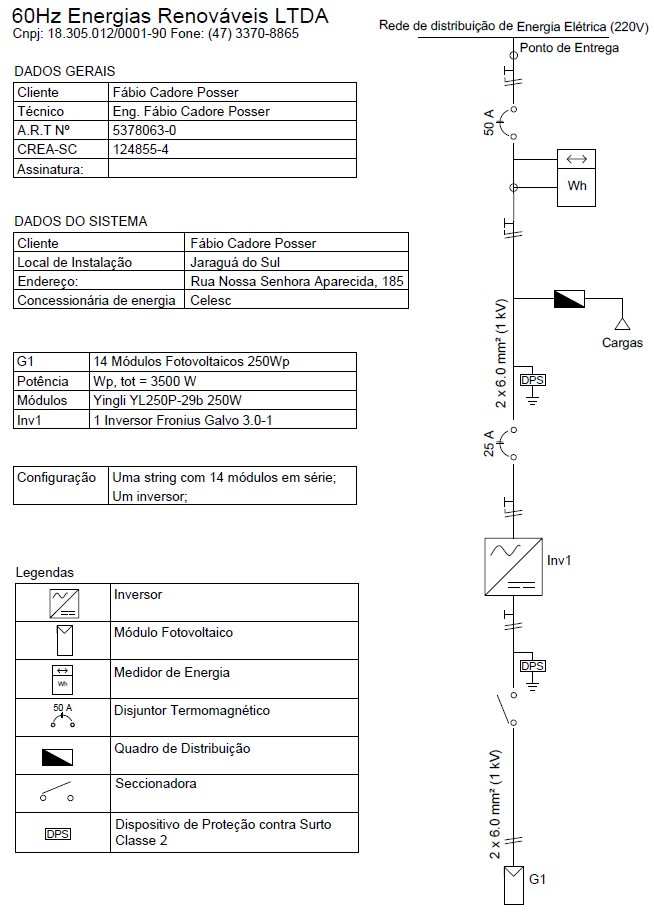 60Hz Energias Renováveis LTDA
Cnpj: 18.305.012/0001-90 Fone: (47) 3370-8865
DADOS GERAIS
Cliente Fábio Cadore Posser
Técnico Eng. Fábio Cadore Posser
A.R.T Nº 5378063-0
CREA-SC 124855-4
Assinatura:
DADOS DO SISTEMA
Cliente Fábio Cadore Posser
Local de Instalação Jaraguá do Sul
Endereço: Rua Nossa Senhora Aparecida, 185
Concessionária de energia Celesc
G1 14 Módulos Fotovoltaicos 250Wp
Potência Wp, tot = 3500 W
Módulos Yingli YL250P-29b 250W
Inv1 1 Inversor Fronius Galvo 3.0-1
Configuração Uma string com 14 módulos em série;
Um inversor;
Legendas
Inversor
Módulo Fotovoltaico
Wh Medidor de Energia
50 A Disjuntor Termomagnético
Quadro de Distribuição
Seccionadora
DPS Dispositivo de Proteção contra Surto
Classe 2
Rede de distribuição de Energia Elétrica (220V)
Ponto de Entrega
50 A
Wh
Cargas
2 x 6.0 mm² (1 kV)
DPS
25 A
Inv1
DPS
2 x 6.0 mm² (1 kV)
G1